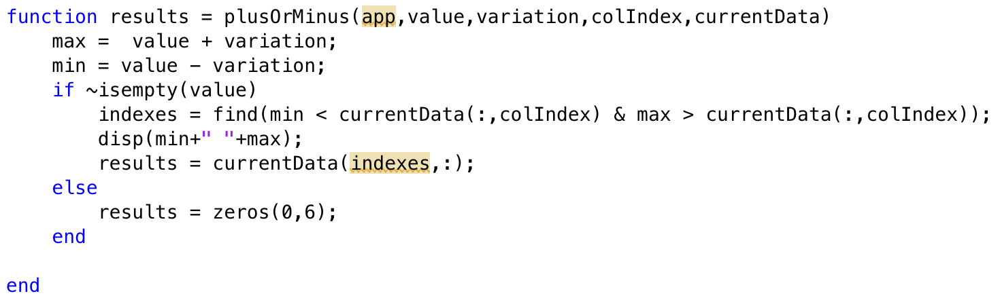 function results = plusOrMinus(app,value,variation,colIndex,currentData)
    max =  value + variation;
    min = value - variation;
    if ~isempty(value)
        indexes = find(min < currentData(:,colIndex) & max > currentData(:,colIndex));
        disp(min+" "+max);
        results = currentData(indexes,:);
    else
        results = zeros(0,6);
    end

end